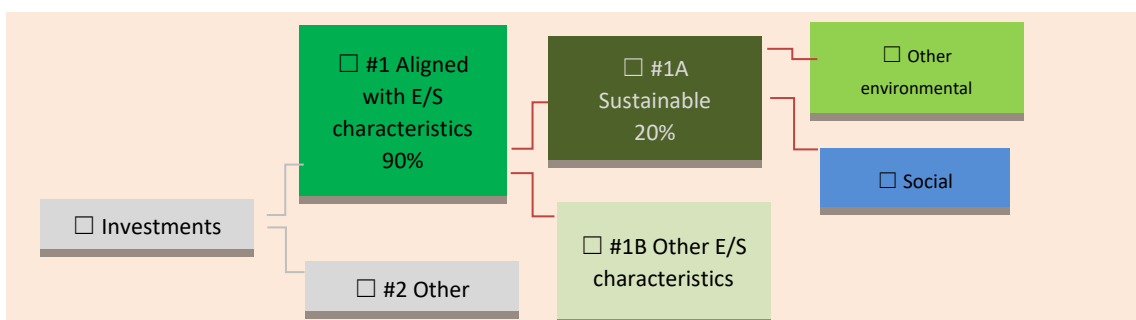 ☐ #1 Aligned
with E/S
characteristics
90%
☐ #1A
Sustainable
20%
☐ Other
environmental
☐ Social
☐ Investments
☐ #1B Other E/S
characteristics
☐ #2 Other